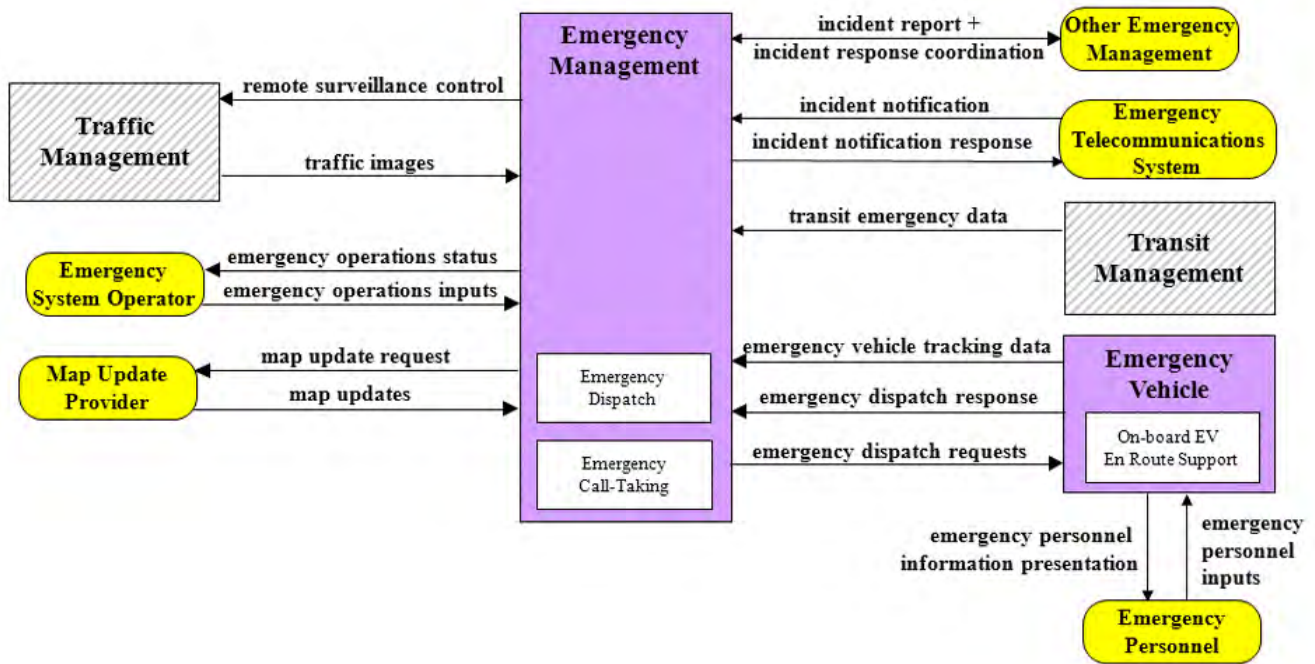 Emergency
Management
incident report +
incident response coordination
Other Emergency
Management
remote surveillance control
Traffic
Management
traffic images
incident notification
incident notification response
Emergency
Telecommunications
System
transit emergency data
Transit
Management
emergency operations status
Emergency
System Operator
emergency operations inputs
map update request
Map Update
Provider
map updates
Emergency
Dispatch
Emergency
Call-Taking
emergency vehicle tracking data
emergency dispatch response
emergency dispatch requests
Emergency
Vehicle
On-board EV
En Route Support
emergency personnel
information presentation
emergency
personnel
inputs
Emergency
Personnel